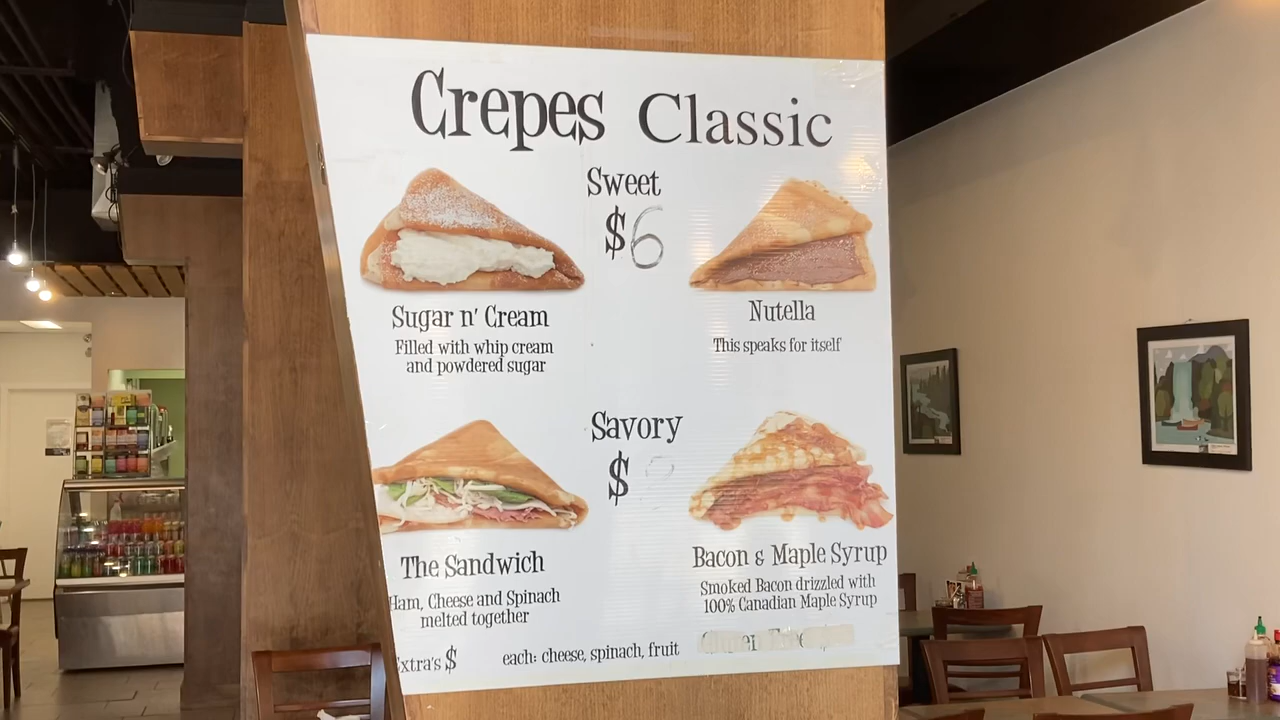 Crepes Classic
Sweet
$6
Sugar n' Cream
Filled with whip cream
and powdered sugar
Nutella
This speaks for itself
Savory
$
The Sandwich
Ham, Cheese and Spinach
melted together
Bacon & Maple Syrup
Smoked Bacon drizzled with
100% Canadian Maple Syrup
Extra's $ each: cheese, spinach, fruit